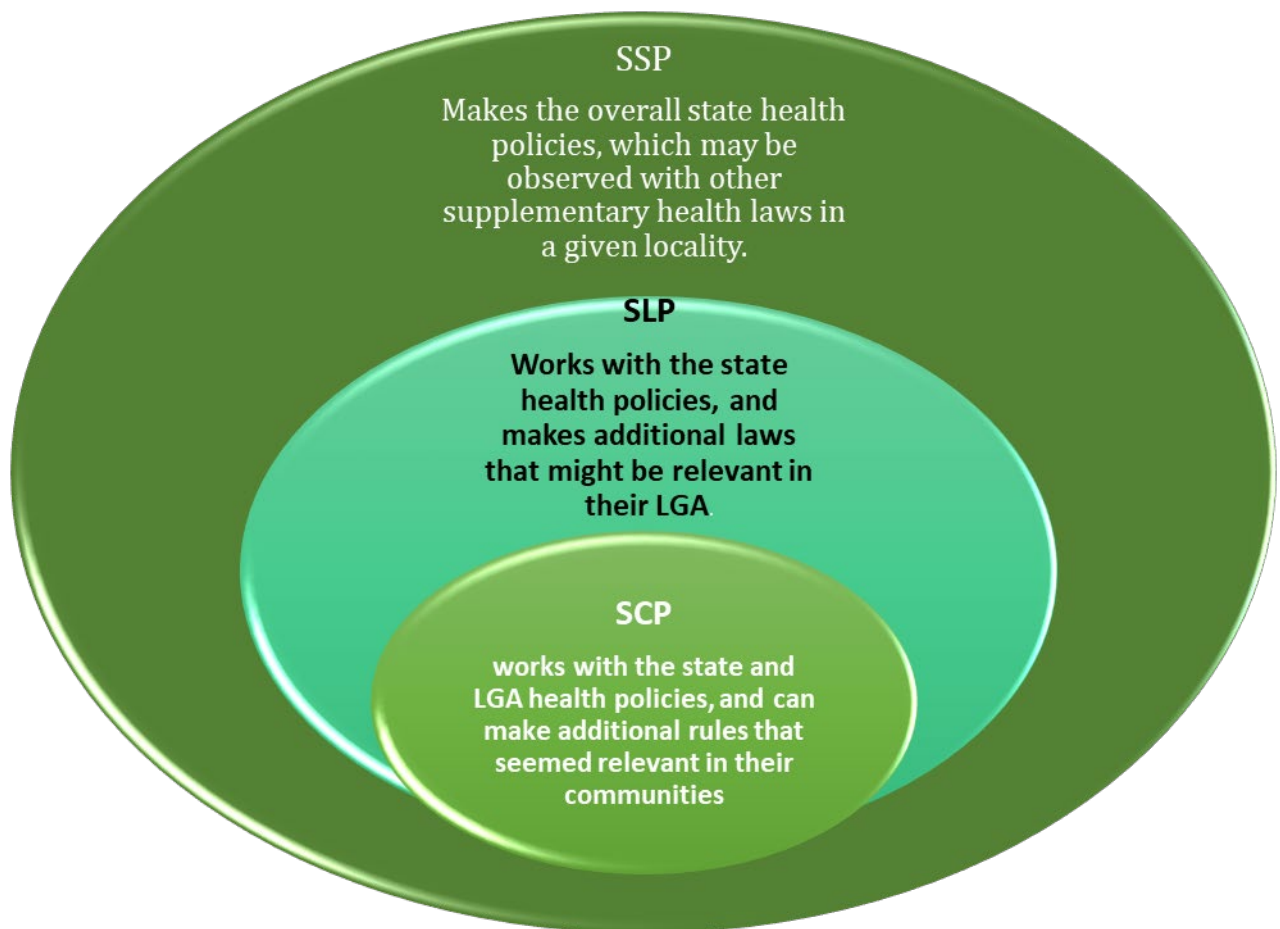 SSP
Makes the overall state health
policies, which may be
observed with other
supplementary health laws in
a given locality.
SLP
Works with the state
health policies, and
makes additional laws
that might be relevant in
their LGA.
SCP
works with the state and
LGA health policies, and can
make additional rules that
seemed relevant in their
communities